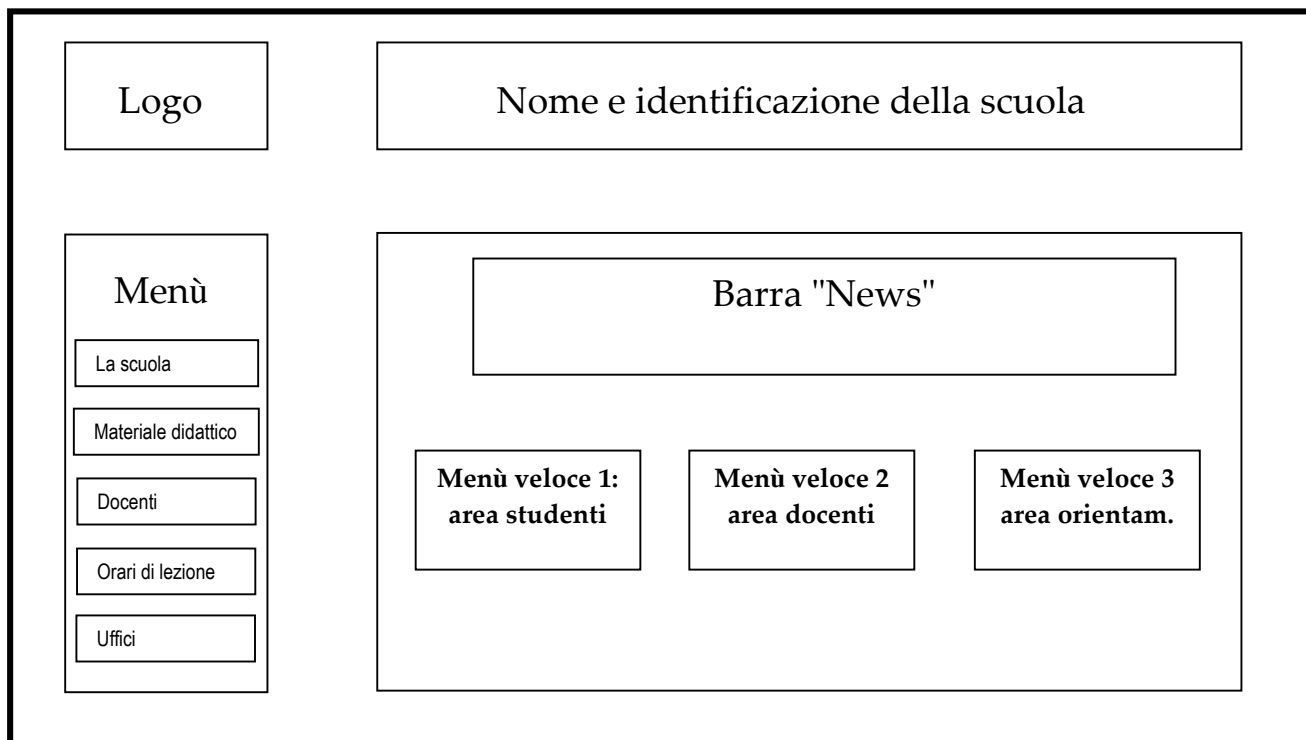 Logo
Nome e identificazione della scuola
Menù
La scuola
Materiale didattico
Docenti
Orari di lezione
Uffici
Barra "News"
Menù veloce 1:
area studenti
Menù veloce 2
area docenti
Menù veloce 3
area orientam.